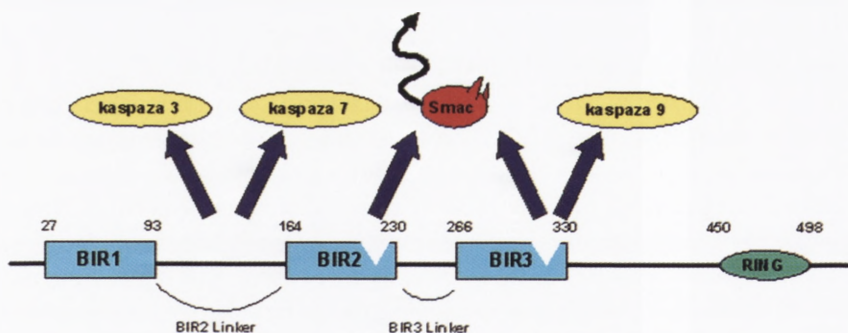 kaspaza 3
kaspaza 7
Smac
kaspaza 9
27 93 164 230 266 330 450 498
BIR1 BIR2 BIR3 RING
BIR2 Linker BIR3 Linker